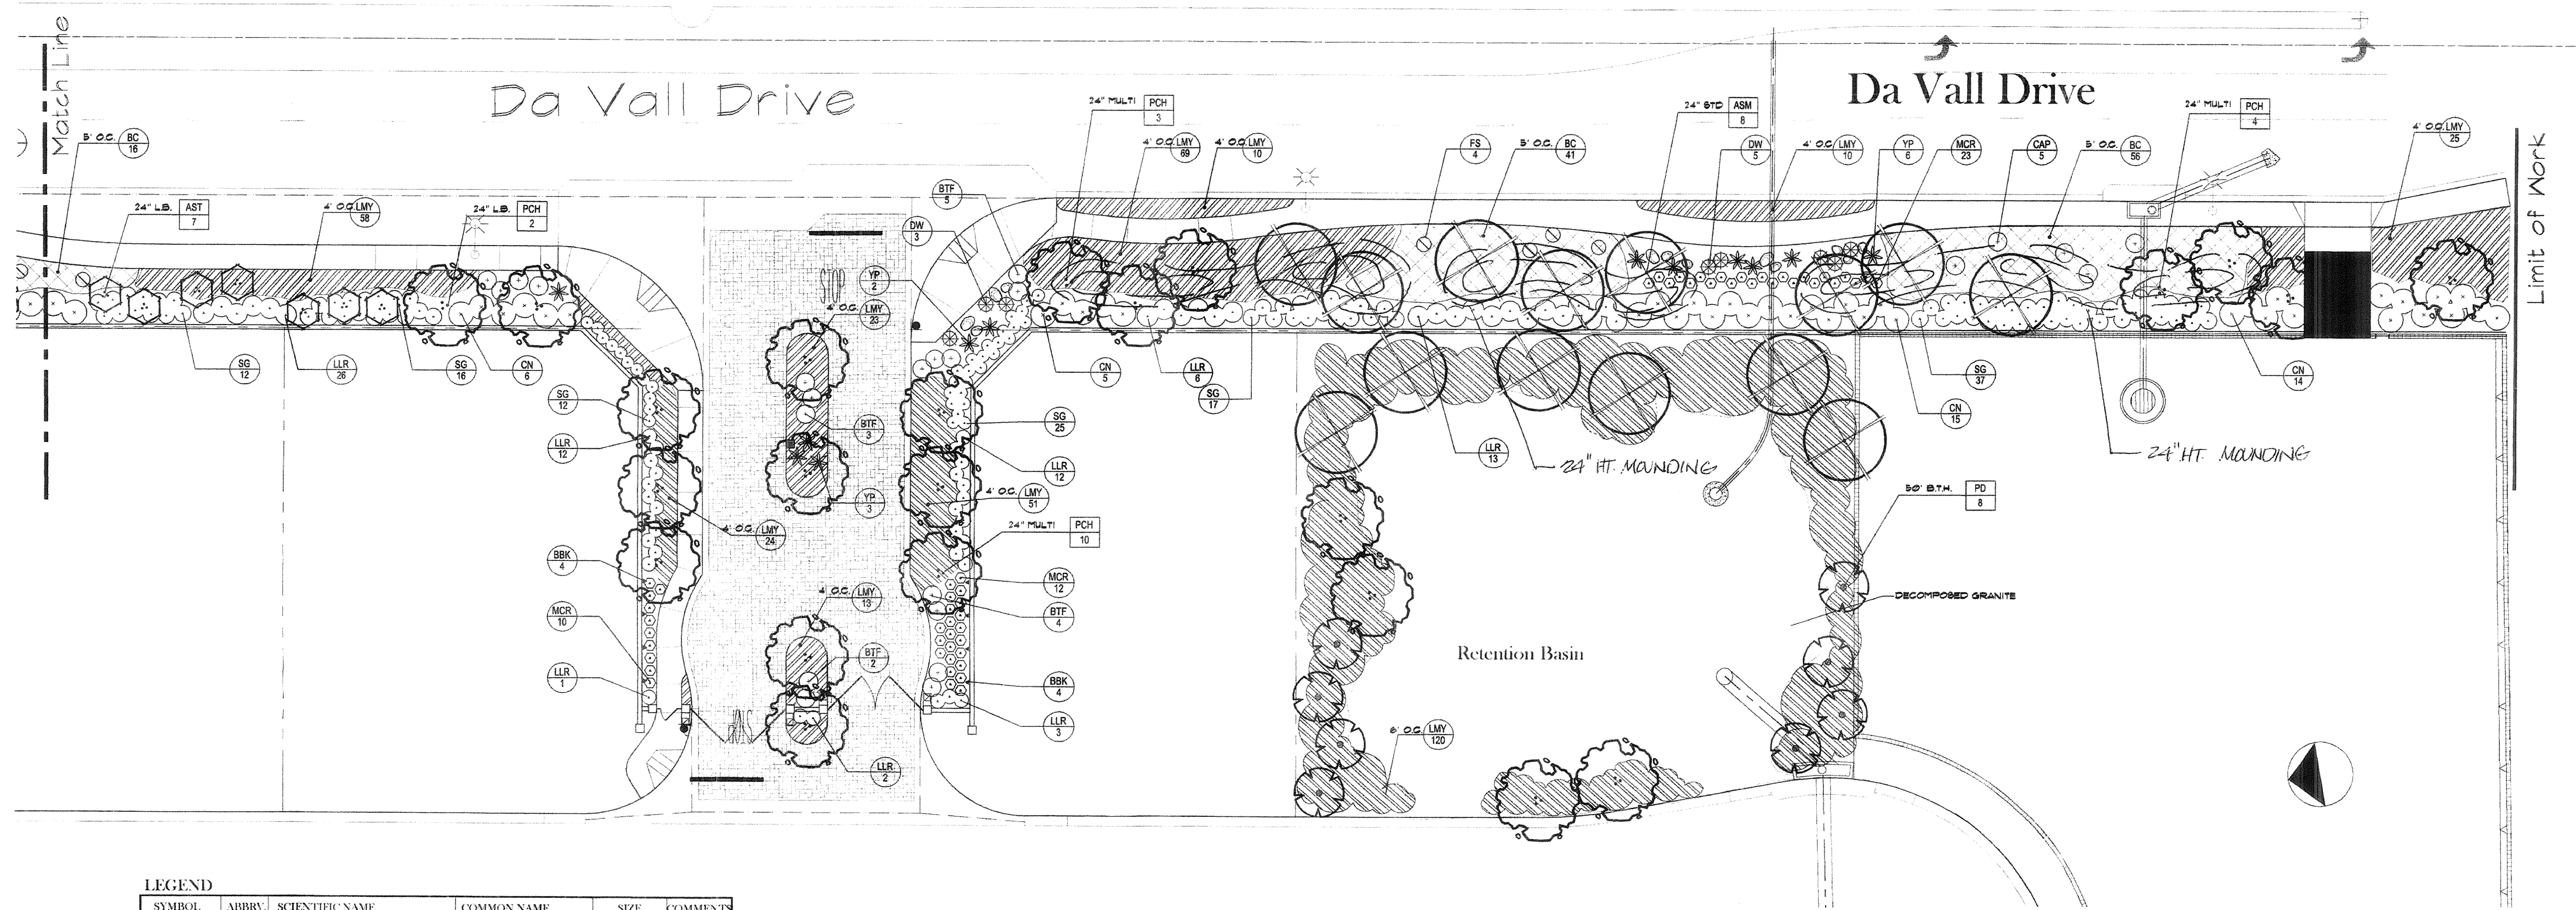 Match Line
Da Vall Drive
Da Vall Drive
Limit of Work
5' O.C. BC
16
24" L.B. AST
7
4' O.C. LMY
58
24" L.B. PCH
2
24" MULTI PCH
3
4' O.C. LMY
69
4' O.C. LMY
10
FS
4
5' O.C. BC
41
24" STD ASM
8
DW
5
4' O.C. LMY
10
YP
6
MCR
23
CAP
5
5' O.C. BC
56
24" MULTI PCH
4
4' O.C. LMY
25
BTF
5
DW
3
YP
2
STOP
4' O.C. LMY
23
SG
12
LLR
26
SG
16
CN
6
CN
5
LLR
6
SG
17
SG
37
CN
15
CN
14
SG
12
LLR
12
BTF
3
SG
25
LLR
12
LLR
13
24" HT. MOUNDING
24" HT. MOUNDING
YP
3
4' O.C. LMY
51
4' O.C. LMY
24
24" MULTI PCH
10
50' B.T.H. PD
8
BBK
4
MCR
12
MCR
10
4' O.C. LMY
13
BTF
4
DECOMPOSED GRANITE
BTF
2
Retention Basin
LLR
1
BBK
4
LLR
3
STOP
6' O.C. LMY
120
LLR
2
LEGEND
SYMBOL ABBRV. SCIENTIFIC NAME COMMON NAME SIZE COMMENTS